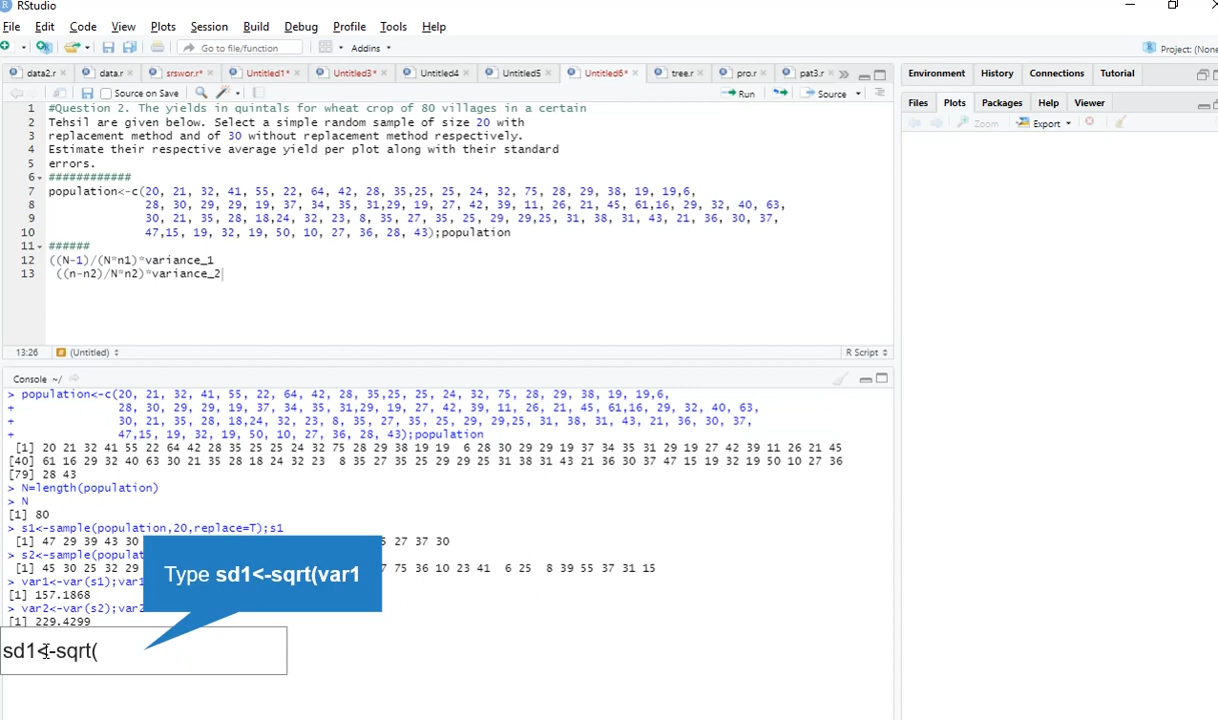 RStudio
File Edit Code View Plots Session Build Debug Profile Tools Help
Go to file/function Addins Project: (None
data2.r data.r srswor.r* Untitled1* Untitled3* Untitled4 Untitled5 Untitled6* tree.r pro.r pat3.r
Source on Save Run Source
1 #Question 2. The yields in quintals for wheat crop of 80 villages in a certain
2 Tehsil are given below. Select a simple random sample of size 20 with
3 replacement method and of 30 without replacement method respectively.
4 Estimate their respective average yield per plot along with their standard
5 errors.
6 ############
7 population<-c(20, 21, 32, 41, 55, 22, 64, 42, 28, 35,25, 25, 24, 32, 75, 28, 29, 38, 19, 19,6,
8 28, 30, 29, 29, 19, 37, 34, 35, 31,29, 19, 27, 42, 39, 11, 26, 21, 45, 61,16, 29, 32, 40, 63,
9 30, 21, 35, 28, 18,24, 32, 23, 8, 35, 27, 35, 25, 29, 29,25, 31, 38, 31, 43, 21, 36, 30, 37,
10 47,15, 19, 32, 19, 50, 10, 27, 36, 28, 43);population
11 ######
12 ((N-1)/(N*n1)*variance_1
13 ((n-n2)/N*n2)*variance_2
13:26 (Untitled) R Script
Console ~/
> population<-c(20, 21, 32, 41, 55, 22, 64, 42, 28, 35,25, 25, 24, 32, 75, 28, 29, 38, 19, 19,6,
+ 28, 30, 29, 29, 19, 37, 34, 35, 31,29, 19, 27, 42, 39, 11, 26, 21, 45, 61,16, 29, 32, 40, 63,
+ 30, 21, 35, 28, 18,24, 32, 23, 8, 35, 27, 35, 25, 29, 29,25, 31, 38, 31, 43, 21, 36, 30, 37,
+ 47,15, 19, 32, 19, 50, 10, 27, 36, 28, 43);population
[1] 20 21 32 41 55 22 64 42 28 35 25 25 24 32 75 28 29 38 19 19 6 28 30 29 29 19 37 34 35 31 29 19 27 42 39 11 26 21 45
[40] 61 16 29 32 40 63 30 21 35 28 18 24 32 23 8 35 27 35 25 29 29 25 31 38 31 43 21 36 30 37 47 15 19 32 19 50 10 27 36
[79] 28 43
> N=length(population)
> N
[1] 80
> s1<-sample(population,20,replace=T);s1
[1] 47 29 39 43 30 27 37 30
> s2<-sample(populat
[1] 45 30 25 32 29 75 36 10 23 41 6 25 8 39 55 37 31 15
> var1<-var(s1);var1
[1] 157.1868
> var2<-var(s2);var2
[1] 229.4299
Type sd1<-sqrt(var1
sd1<-sqrt(
Environment History Connections Tutorial
Files Plots Packages Help Viewer
Zoom Export